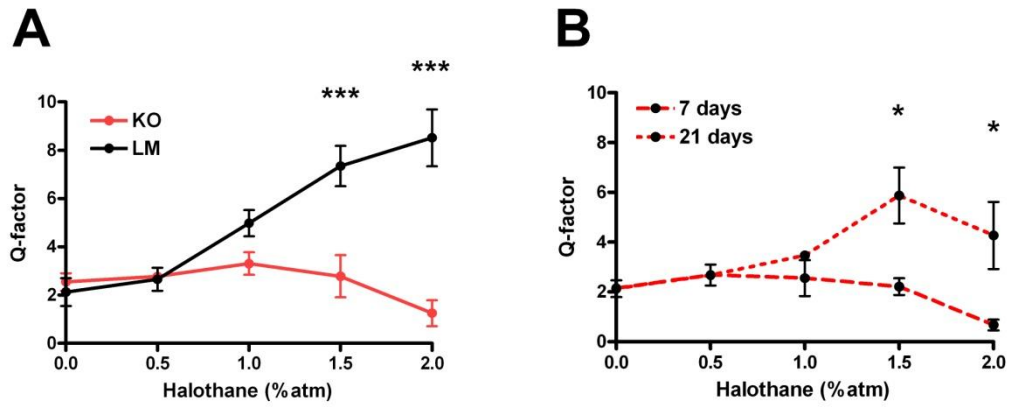 A
***
***
10
8
6
4
2
0
Q-factor
KO
LM
0.0 0.5 1.0 1.5 2.0
Halothane (%atm)
B
*
*
10
8
6
4
2
0
Q-factor
7 days
21 days
0.0 0.5 1.0 1.5 2.0
Halothane (%atm)